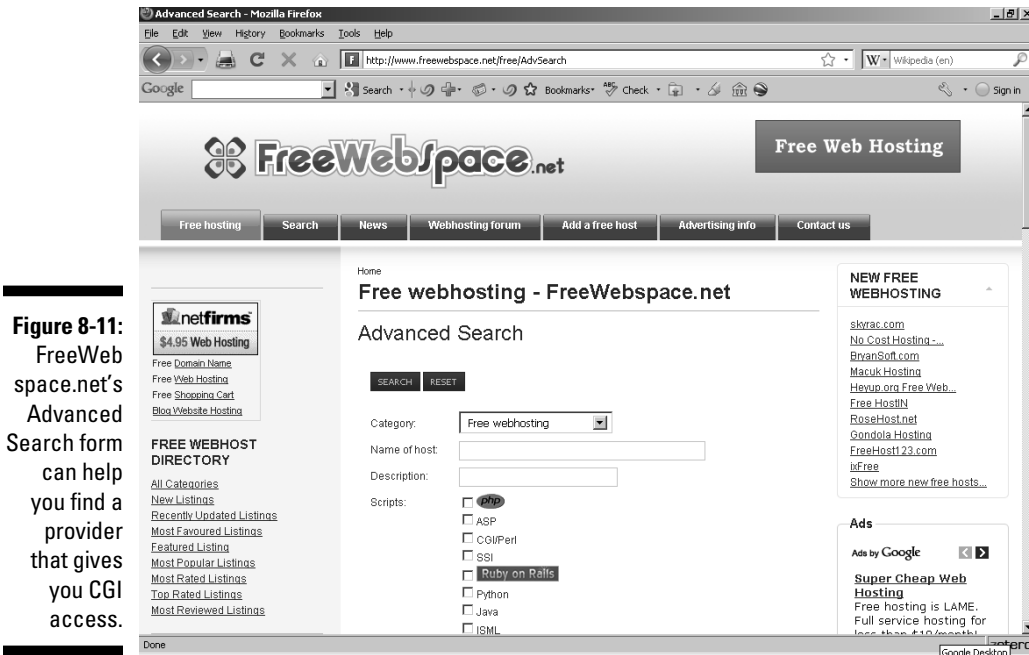 Figure 8-11:
FreeWeb
space.net's
Advanced
Search form
can help
you find a
provider
that gives
you CGI
access.
Advanced Search - Mozilla Firefox
File Edit View History Bookmarks Tools Help
http://www.freewebspace.net/free/AdvSearch
W Wikipedia (en)
Google Search Bookmarks Check Sign in
FreeWebspace.net
Free Web Hosting
Free hosting Search News Webhosting forum Add a free host Advertising info Contact us
netfirms
$4.95 Web Hosting
Free Domain Name
Free Web Hosting
Free Shopping Cart
Blog Website Hosting
FREE WEBHOST
DIRECTORY
All Categories
New Listings
Recently Updated Listings
Most Favoured Listings
Featured Listing
Most Popular Listings
Most Rated Listings
Top Rated Listings
Most Reviewed Listings
Home
Free webhosting - FreeWebspace.net
Advanced Search
SEARCH RESET
Category: Free webhosting
Name of host:
Description:
Scripts: php
ASP
CGI/Perl
SSI
Ruby on Rails
Python
Java
ISML
NEW FREE
WEBHOSTING
skyrac.com
No Cost Hosting -...
BryanSoft.com
Macuk Hosting
Heyup.org Free Web...
Free HostIN
RoseHost.net
Gondola Hosting
FreeHost123.com
ixFree
Show more new free hosts...
Ads
Ads by Google
Super Cheap Web
Hosting
Free hosting is LAME.
Full service hosting for
less than $10/month!
Done
zotero
Google Desktop